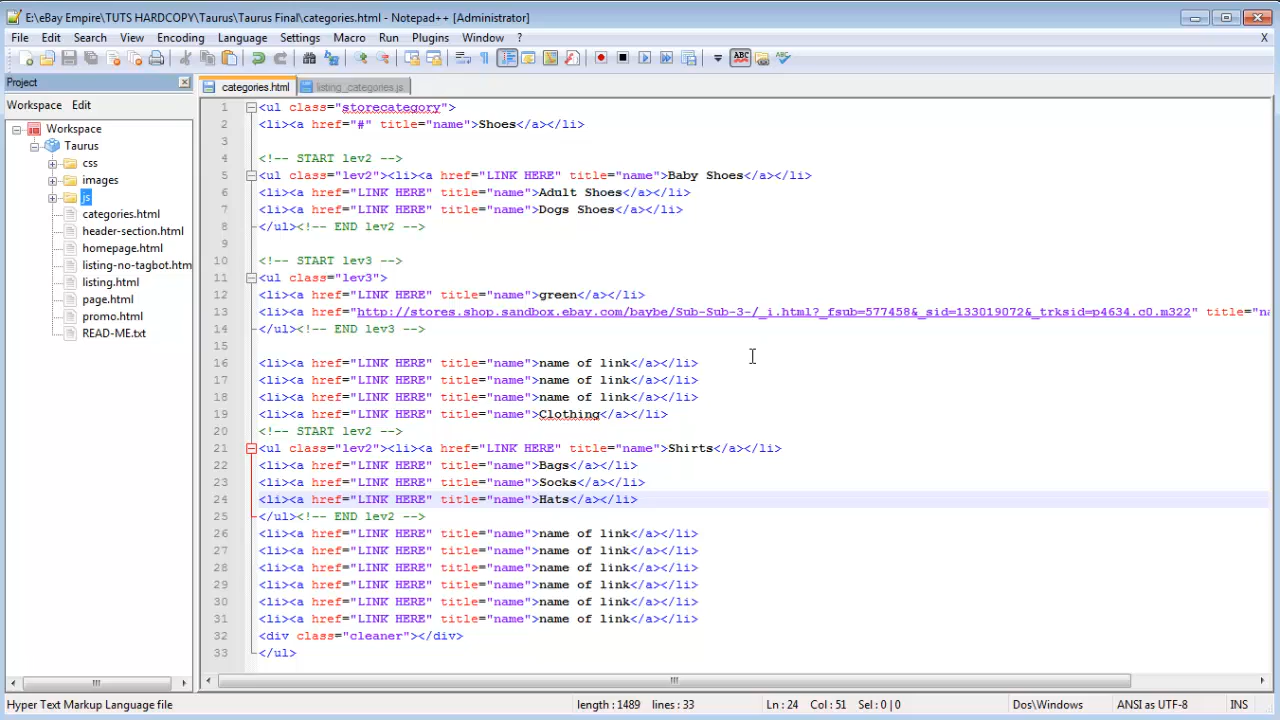 E:\eBay Empire\TUTS HARDCOPY\Taurus\Taurus Final\categories.html - Notepad++ [Administrator]
File Edit Search View Encoding Language Settings Macro Run Plugins Window ? X
Project
categories.html listing_categories.js
Workspace Edit
Workspace
Taurus
css
images
js
categories.html
header-section.html
homepage.html
listing-no-tagbot.htm
listing.html
page.html
promo.html
READ-ME.txt
1 <ul class="storecategory">
2 <li><a href="#" title="name">Shoes</a></li>
3
4 <!-- START lev2 -->
5 <ul class="lev2"><li><a href="LINK HERE" title="name">Baby Shoes</a></li>
6 <li><a href="LINK HERE" title="name">Adult Shoes</a></li>
7 <li><a href="LINK HERE" title="name">Dogs Shoes</a></li>
8 </ul><!-- END lev2 -->
9
10 <!-- START lev3 -->
11 <ul class="lev3">
12 <li><a href="LINK HERE" title="name">green</a></li>
13 <li><a href="http://stores.shop.sandbox.ebay.com/baybe/Sub-Sub-3-/_i.html?_fsub=577458&_sid=133019072&_trksid=p4634.c0.m322" title="na
14 </ul><!-- END lev3 -->
15
16 <li><a href="LINK HERE" title="name">name of link</a></li>
17 <li><a href="LINK HERE" title="name">name of link</a></li>
18 <li><a href="LINK HERE" title="name">name of link</a></li>
19 <li><a href="LINK HERE" title="name">Clothing</a></li>
20 <!-- START lev2 -->
21 <ul class="lev2"><li><a href="LINK HERE" title="name">Shirts</a></li>
22 <li><a href="LINK HERE" title="name">Bags</a></li>
23 <li><a href="LINK HERE" title="name">Socks</a></li>
24 <li><a href="LINK HERE" title="name">Hats</a></li>
25 </ul><!-- END lev2 -->
26 <li><a href="LINK HERE" title="name">name of link</a></li>
27 <li><a href="LINK HERE" title="name">name of link</a></li>
28 <li><a href="LINK HERE" title="name">name of link</a></li>
29 <li><a href="LINK HERE" title="name">name of link</a></li>
30 <li><a href="LINK HERE" title="name">name of link</a></li>
31 <li><a href="LINK HERE" title="name">name of link</a></li>
32 <div class="cleaner"></div>
33 </ul>
Hyper Text Markup Language file length : 1489 lines : 33 Ln : 24 Col : 51 Sel : 0 | 0 Dos\Windows ANSI as UTF-8 INS